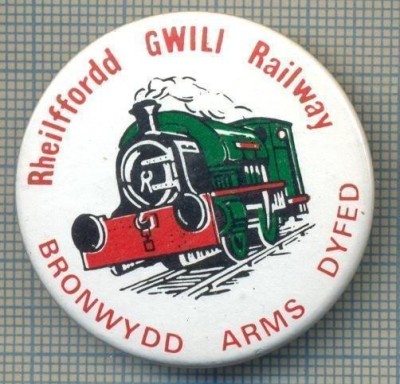 Rheilffordd GWILI Railway
BRONWYDD ARMS DYFED